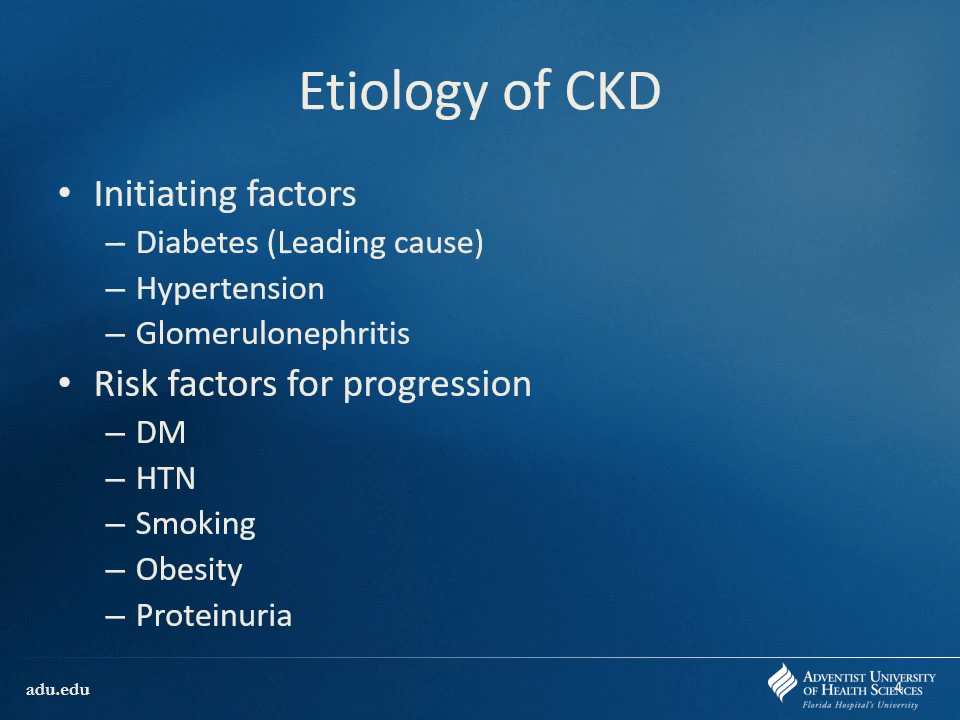 Etiology of CKD
• Initiating factors
– Diabetes (Leading cause)
– Hypertension
– Glomerulonephritis
• Risk factors for progression
– DM
– HTN
– Smoking
– Obesity
– Proteinuria
adu.edu
ADVENTIST UNIVERSITY
OF HEALTH SCIENCES
Florida Hospital's University
4